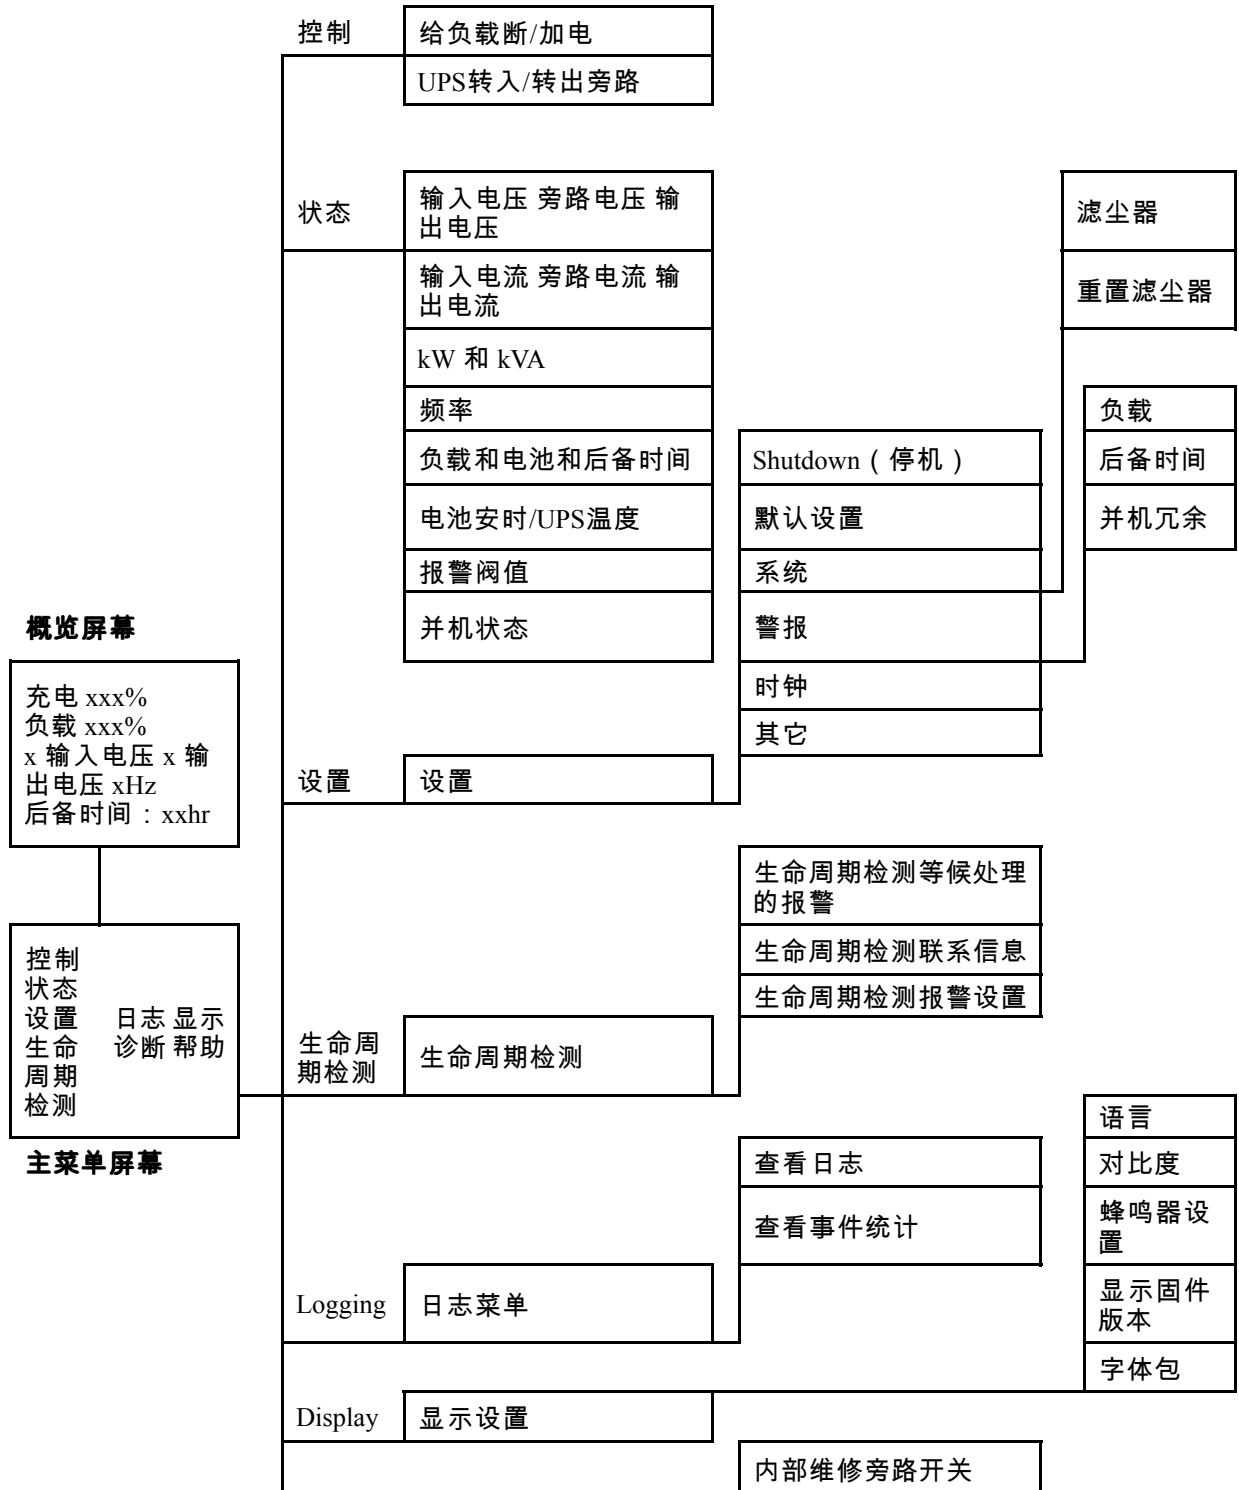 控制
给负载断/加电
UPS转入/转出旁路
状态
输入电压 旁路电压 输
出电压
输入电流 旁路电流 输
出电流
kW 和 kVA
频率
负载和电池和后备时间
电池安时/UPS温度
报警阀值
并机状态
滤尘器
重置滤尘器
负载
后备时间
并机冗余
Shutdown（停机）
默认设置
系统
警报
时钟
其它
概览屏幕
充电 xxx%
负载 xxx%
x 输入电压 x 输
出电压 xHz
后备时间：xxhr
设置
设置
控制
状态
设置 日志 显示
生命 诊断 帮助
周期
检测
主菜单屏幕
生命周期检测等候处理
的报警
生命周期检测联系信息
生命周期检测报警设置
生命周
期检测
生命周期检测
查看日志
查看事件统计
Logging
日志菜单
语言
对比度
蜂鸣器设
置
显示固件
版本
字体包
Display
显示设置
内部维修旁路开关